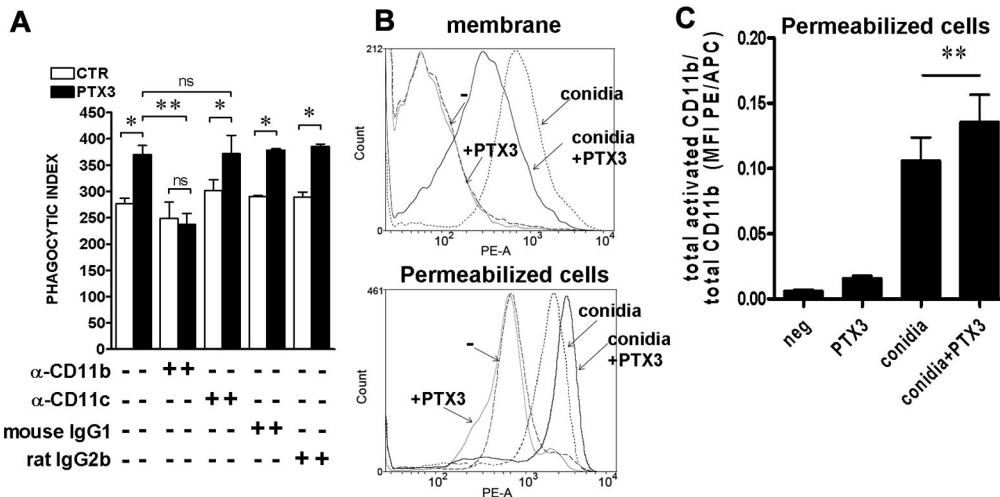 A
CTR
PTX3
ns
** * * *
*
ns
PHAGOCYTIC INDEX
450
400
350
300
250
200
150
100
50
0
α-CD11b - - + + - - - - - -
α-CD11c - - - - + + - - - -
mouse IgG1 - - - - - - + + - -
rat IgG2b - - - - - - - - + +
B
membrane
212
Count
0
-
+PTX3
conidia
conidia
+PTX3
10² 10³ 10⁴
PE-A
Permeabilized cells
461
Count
0
-
+PTX3
conidia
conidia
+PTX3
10² 10³ 10⁴
PE-A
C
Permeabilized cells
total activated CD11b/
total CD11b (MFI PE/APC)
0.20
0.15
0.10
0.05
0.00
**
neg
PTX3
conidia
conidia+PTX3